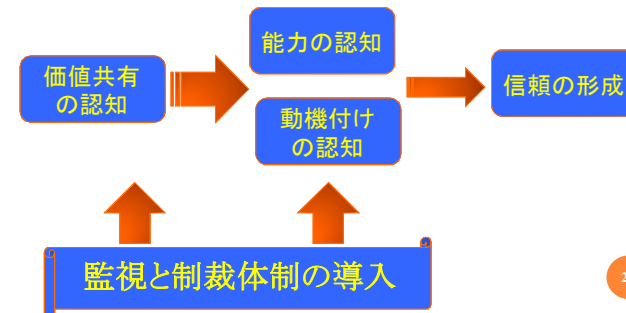 能力の認知
価値共有
の認知
信頼の形成
動機付け
の認知
監視と制裁体制の導入
2